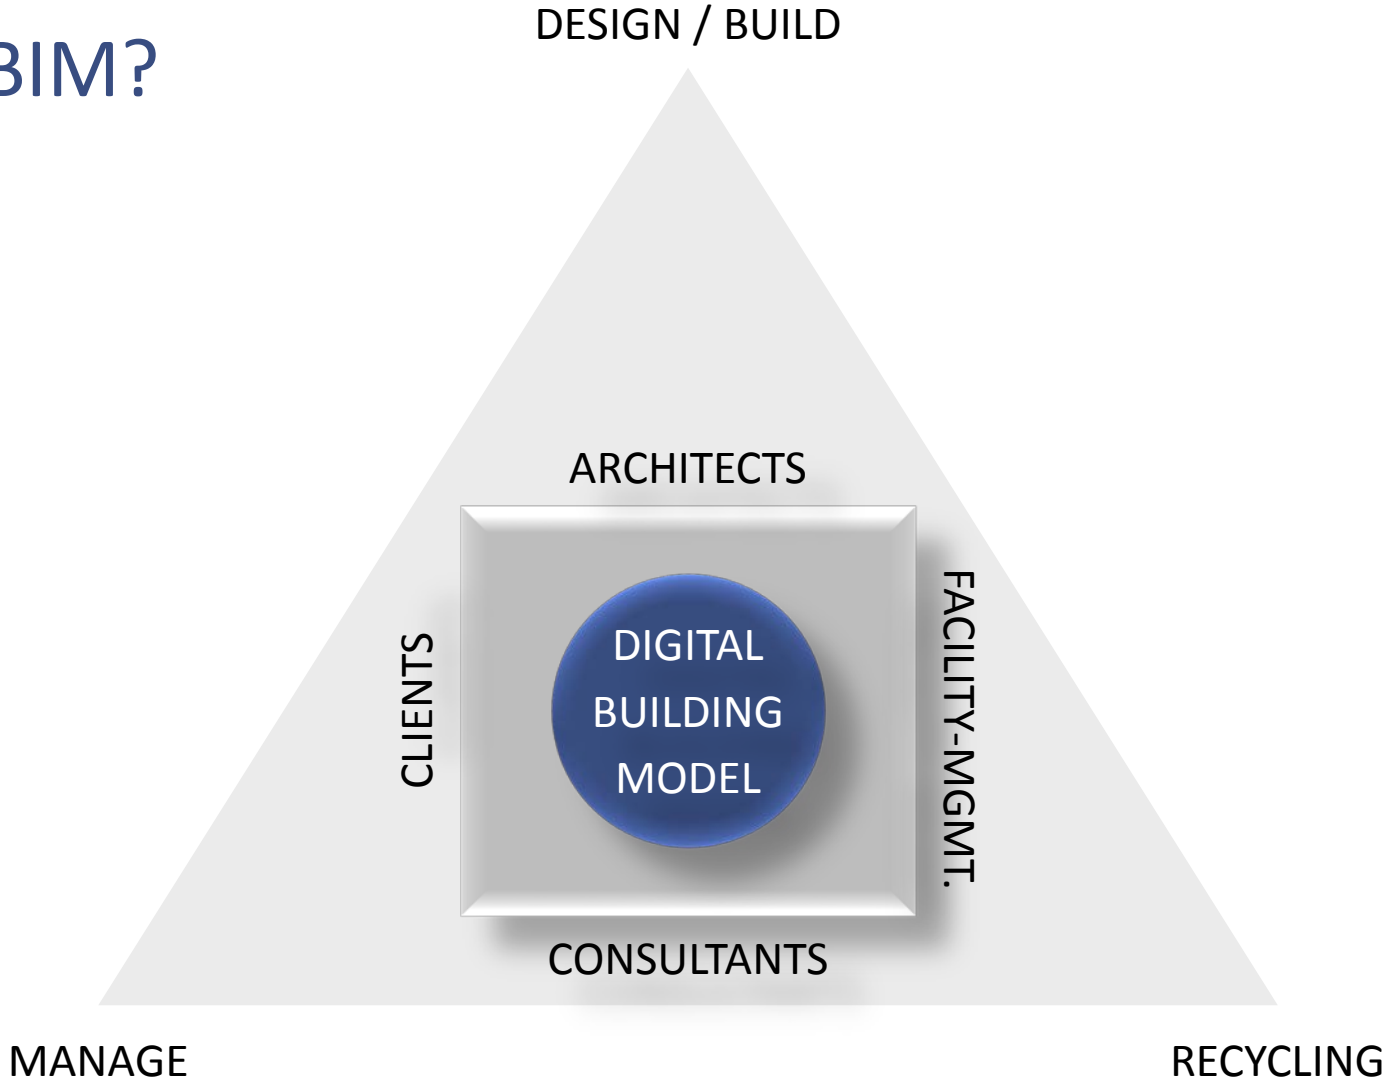 DESIGN / BUILD
BIM?
ARCHITECTS
CLIENTS
DIGITAL
BUILDING
MODEL
FACILITY-MGMT.
CONSULTANTS
MANAGE
RECYCLING